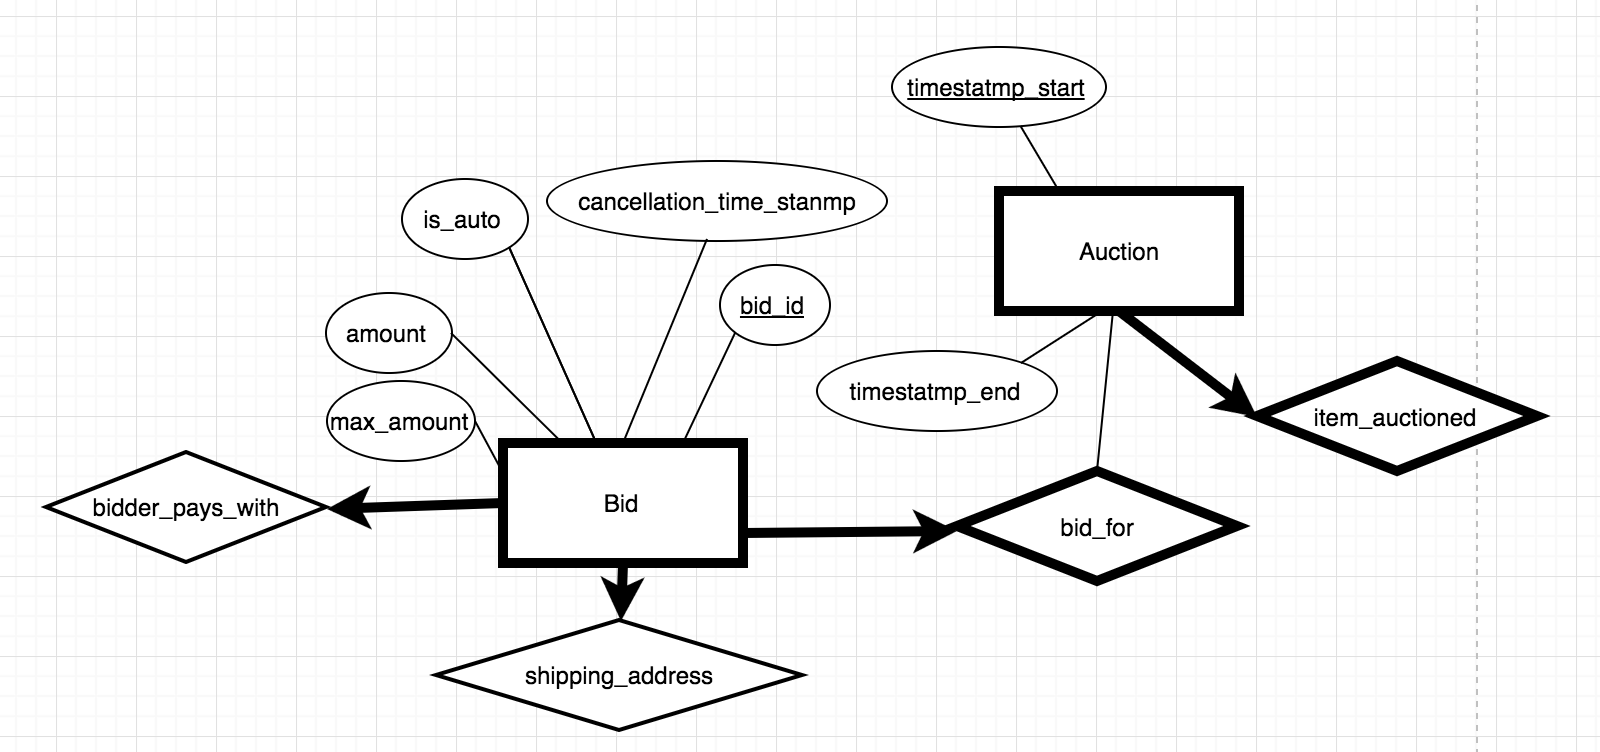 timestatmp_start
cancellation_time_stanmp
is_auto
Auction
bid_id
amount
timestatmp_end
max_amount
item_auctioned
bidder_pays_with
Bid
bid_for
shipping_address